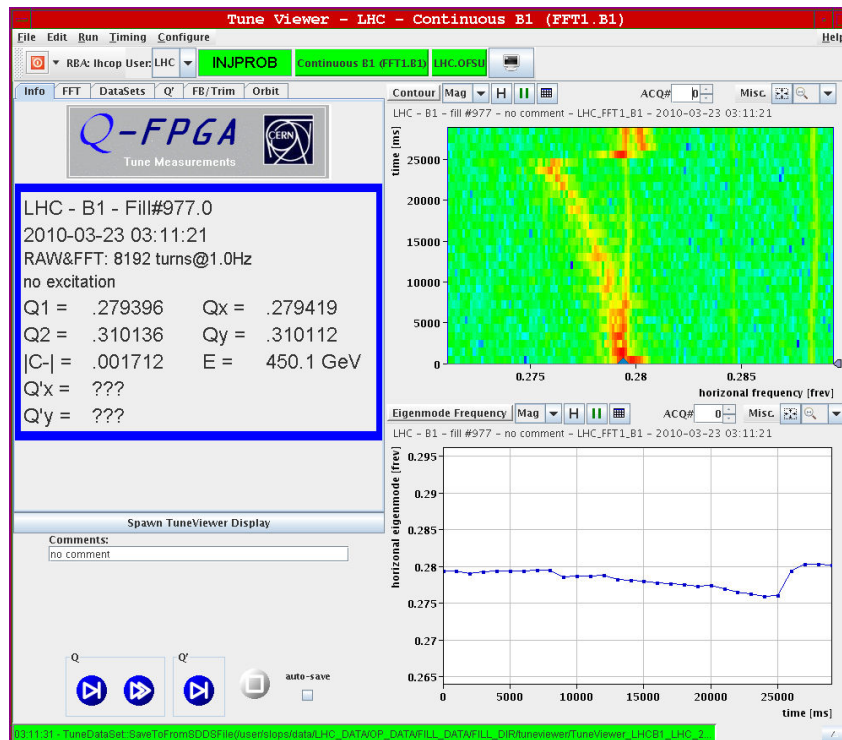 Tune Viewer - LHC - Continuous B1 (FFT1.B1)
File Edit Run Timing Configure Help
RBA: lhcop User: LHC INJPROB Continuous B1 (FFT1.B1) LHC.OFSU
Info FFT DataSets Q' FB/Trim Orbit
Q-FPGA
Tune Measurements
CERN
LHC - B1 - Fill#977.0
2010-03-23 03:11:21
RAW&FFT: 8192 turns@1.0Hz
no excitation
Q1 = .279396 Qx = .279419
Q2 = .310136 Qy = .310112
|C-| = .001712 E = 450.1 GeV
Q'x = ???
Q'y = ???
Spawn TuneViewer Display
Comments:
no comment
Q Q'
auto-save
Contour Mag H ACQ# 0 Misc.
LHC - B1 - fill #977 - no comment - LHC_FFT1_B1 - 2010-03-23 03:11:21
time [ms]
25000
20000
15000
10000
5000
0
0.275 0.28 0.285
horizonal frequency [frev]
Eigenmode Frequency Mag H ACQ# 0 Misc.
LHC - B1 - fill #977 - no comment - LHC_FFT1_B1 - 2010-03-23 03:11:21
horizonal eigenmode [frev]
0.295
0.29
0.285
0.28
0.275
0.27
0.265
0 5000 10000 15000 20000 25000
time [ms]
03:11:31 - TuneDataSet::SaveToFromSDDSFile(/user/slops/data/LHC_DATA/OP_DATA/FILL_DATA/FILL_DIR/tuneviewer/TuneViewer_LHCB1_LHC_2